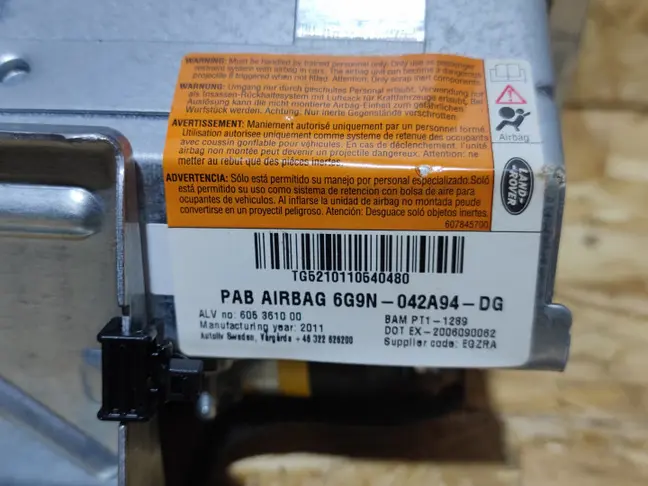 WARNING: Must be handled by trained personnel only. Only use as passenger
restraint system with airbag in cars. The airbag unit can become a dangerous
projectile if triggered when not mounted. Attention: Only scrap inert components.
WARNUNG: Umgang nur durch geschultes Personal erlaubt. Verwendung nur
als Insassen-Rückhaltesystem mit Luftsack für Kraftfahrzeuge erlaubt. Bei
Auslösung kann die nicht montierte Airbag-Einheit zum gefährlichen
Wurfstück werden. Achtung: Nur inerte Gegenstände verschrotten.
AVERTISSEMENT: Maniement autorisé uniquement par un personnel formé.
Utilisation autorisée uniquement comme système de retenue des occupants
avec coussin gonflable pour véhicules. En cas de déclenchement, l'unité
airbag non montée peut devenir un projectile dangereux. Attention: ne
metter au rebut que des pièces inertes.
ADVERTENCIA: Sólo está permitido su manejo por personal especializado. Soló
está permitido su uso como sistema de retencion con bolsa de aire para
ocupantes de vehiculos. Al inflarse la unidad de airbag no montada peude
convertirse en un proyectil peligroso. Atención: Desguace soló objetos inertes.
607845700
Airbag
LAND-
ROVER
TG5210110640480
PAB AIRBAG 6G9N-042A94-DG
ALV no: 605 3610 00
Manufacturing year: 2011
Autoliv Sweden, Vårgårda +46 322 626200
BAM PT1-1289
DOT EX-2006090062
Supplier code: EGZRA